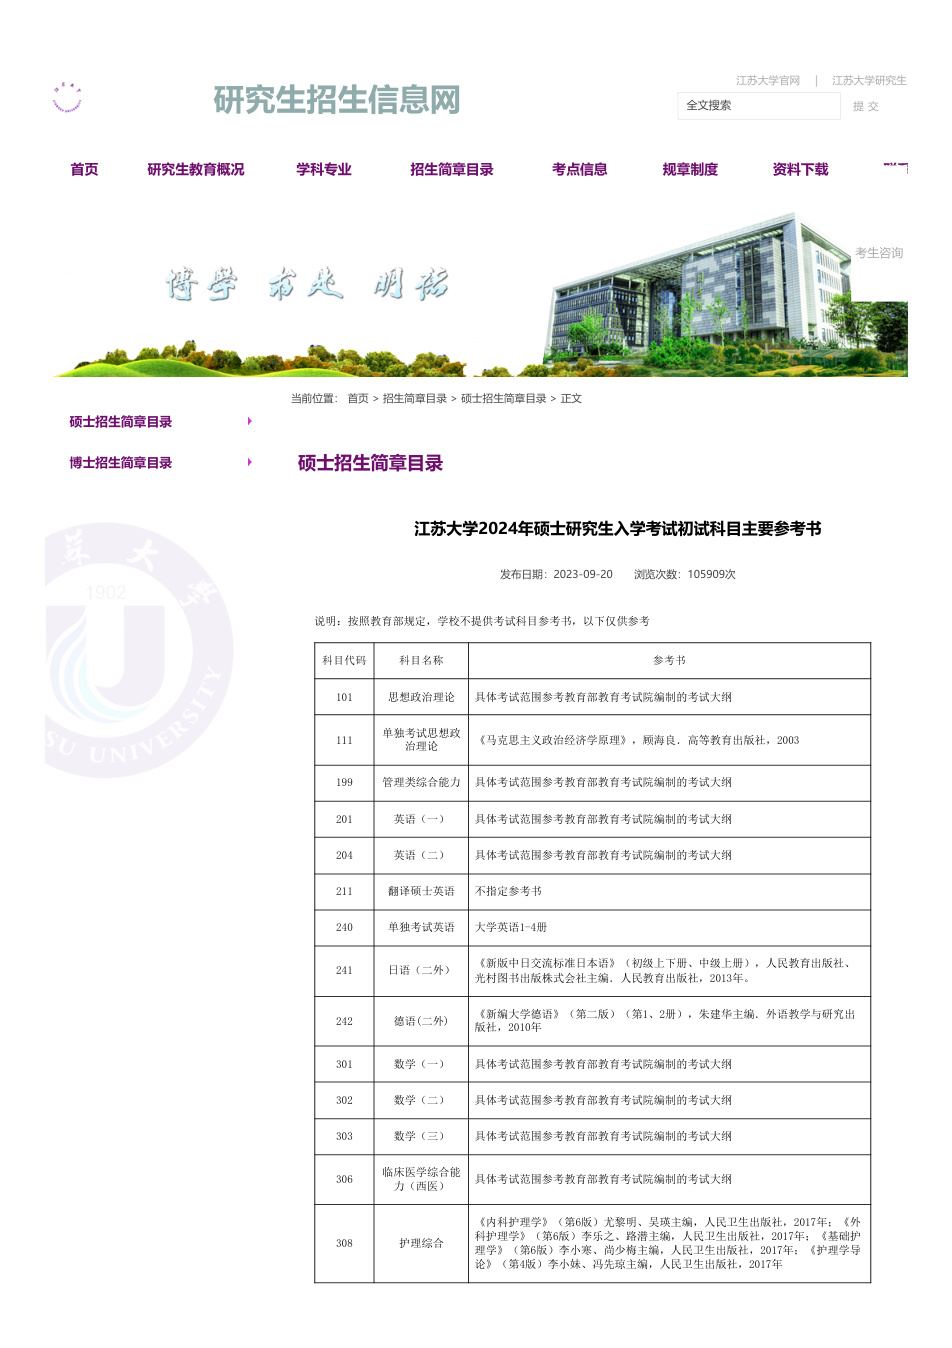 江苏大学官网 | 江苏大学研究生
研究生招生信息网
全文搜索 提 交
首页 研究生教育概况 学科专业 招生简章目录 考点信息 规章制度 资料下载
考生咨询
博学 求是 明德
当前位置： 首页 > 招生简章目录 > 硕士招生简章目录 > 正文
硕士招生简章目录
博士招生简章目录
硕士招生简章目录
江苏大学2024年硕士研究生入学考试初试科目主要参考书
发布日期：2023-09-20 浏览次数：105909次
苏大学
1902
SU UNIVERSITY
说明：按照教育部规定，学校不提供考试科目参考书，以下仅供参考
科目代码 科目名称 参考书
101 思想政治理论 具体考试范围参考教育部教育考试院编制的考试大纲
111 单独考试思想政
治理论 《马克思主义政治经济学原理》，顾海良．高等教育出版社，2003
199 管理类综合能力 具体考试范围参考教育部教育考试院编制的考试大纲
201 英语（一） 具体考试范围参考教育部教育考试院编制的考试大纲
204 英语（二） 具体考试范围参考教育部教育考试院编制的考试大纲
211 翻译硕士英语 不指定参考书
240 单独考试英语 大学英语1-4册
241 日语（二外） 《新版中日交流标准日本语》（初级上下册、中级上册），人民教育出版社、
光村图书出版株式会社主编．人民教育出版社，2013年。
242 德语(二外) 《新编大学德语》（第二版）（第1、2册），朱建华主编．外语教学与研究出
版社，2010年
301 数学（一） 具体考试范围参考教育部教育考试院编制的考试大纲
302 数学（二） 具体考试范围参考教育部教育考试院编制的考试大纲
303 数学（三） 具体考试范围参考教育部教育考试院编制的考试大纲
306 临床医学综合能
力（西医） 具体考试范围参考教育部教育考试院编制的考试大纲
308 护理综合 《内科护理学》（第6版）尤黎明、吴瑛主编，人民卫生出版社，2017年；《外
科护理学》（第6版）李乐之、路潜主编，人民卫生出版社，2017年；《基础护
理学》（第6版）李小寒、尚少梅主编，人民卫生出版社，2017年；《护理学导
论》（第4版）李小妹、冯先琼主编，人民卫生出版社，2017年